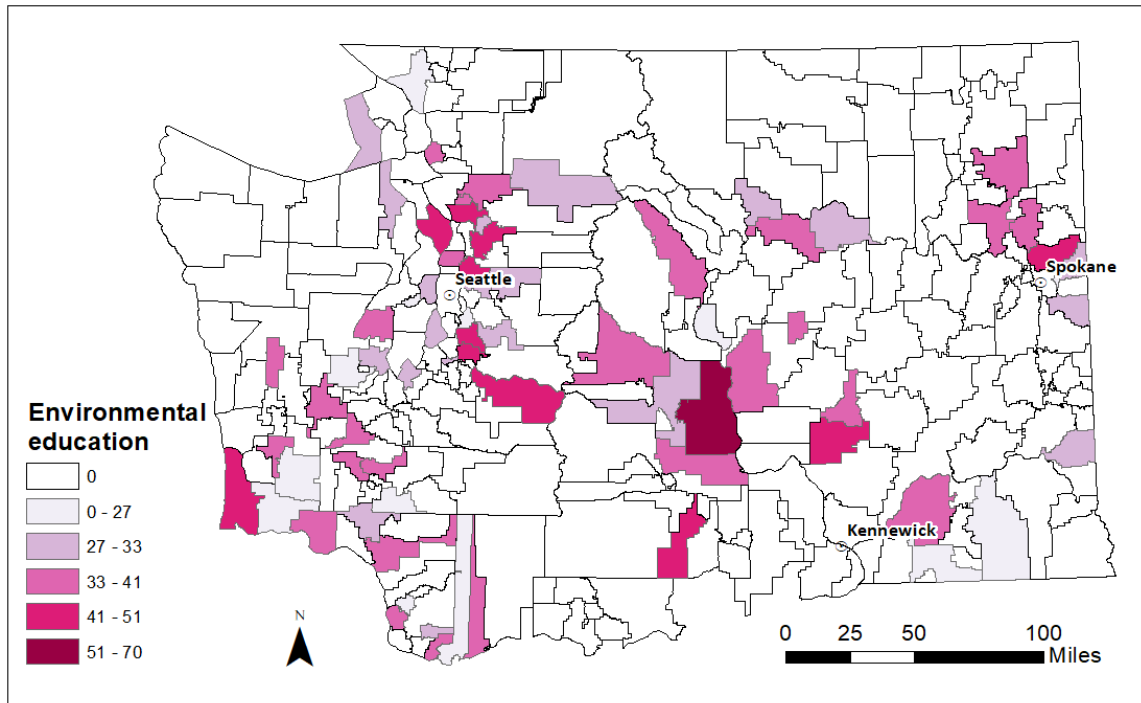 Seattle
Spokane
Kennewick
Environmental
education
0
0 - 27
27 - 33
33 - 41
41 - 51
51 - 70
N
0 25 50 100
Miles